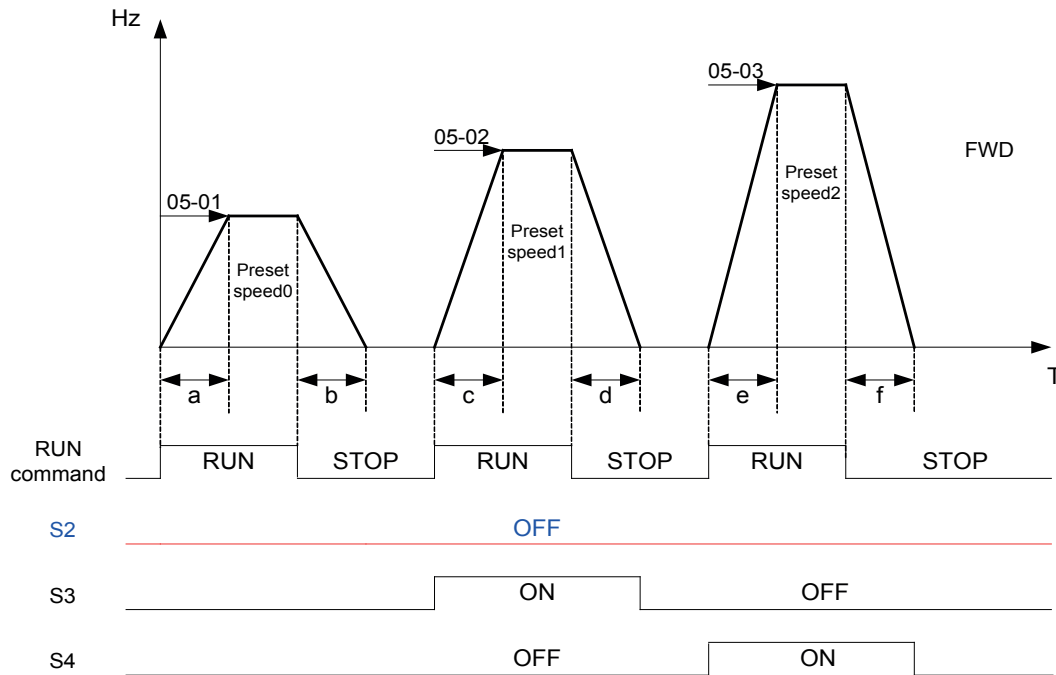 Hz
05-03
05-02
FWD
Preset
speed2
05-01
Preset
speed1
Preset
speed0
T
a b c d e f
RUN
command
RUN STOP RUN STOP RUN STOP
S2 OFF
S3 ON OFF
S4 OFF ON